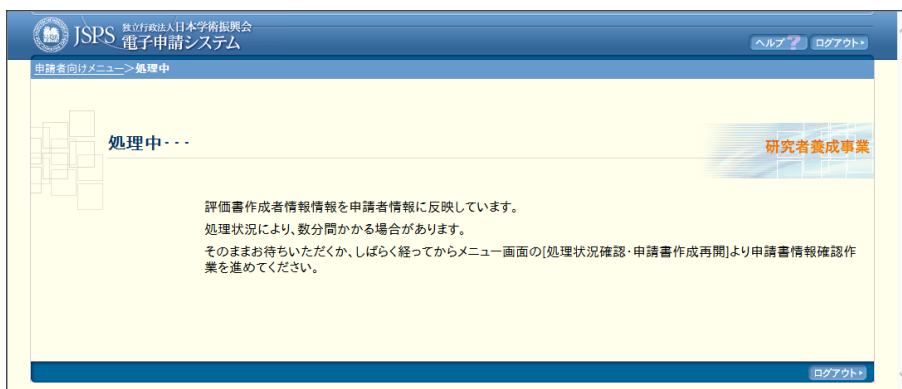 JSPS 独立行政法人日本学術振興会
電子申請システム
ヘルプ? ログアウト
申請者向けメニュー>処理中
処理中･･･
研究者養成事業
評価書作成者情報情報を申請者情報に反映しています。
処理状況により、数分間かかる場合があります。
そのままお待ちいただくか、しばらく経ってからメニュー画面の[処理状況確認･申請書作成再開]より申請書情報確認作
業を進めてください。
ログアウト